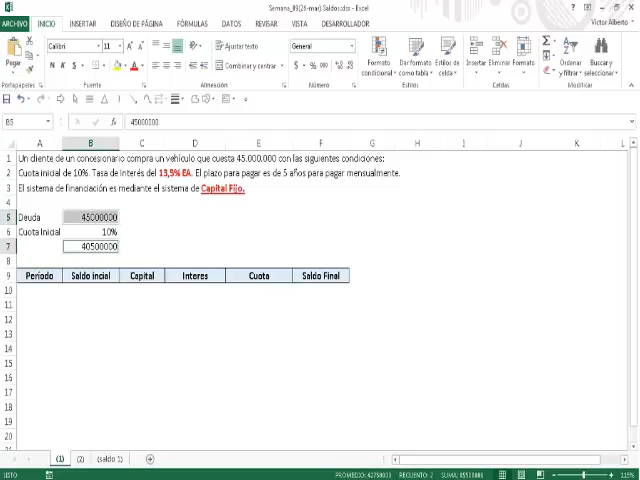 Semana_09(26-mar) Saldos.xlsx - Excel
Victor Alberto
ARCHIVO INICIO INSERTAR DISEÑO DE PÁGINA FÓRMULAS DATOS REVISAR VISTA DESARROLLADOR
Calibri 11 Ajustar texto General
Pegar N K S Combinar y centrar $ % 000 Formato condicional Dar formato como tabla Estilos de celda Insertar Eliminar Formato Ordenar y filtrar Buscar y seleccionar
Portapapeles Fuente Alineación Número Estilos Celdas Modificar
B5 45000000
A B C D E F G H I J K L
1 Un cliente de un concesionario compra un vehículo que cuesta 45.000.000 con las siguientes condiciones:
2 Cuota inicial de 10%. Tasa de Interés del 13,5% EA. El plazo para pagar es de 5 años para pagar mensualmente.
3 El sistema de financiación es mediante el sistema de Capital Fijo.
5 Deuda 45000000
6 Cuota Inicial 10%
7 40500000
8
9 Período Saldo incial Capital Interes Cuota Saldo Final
10
11
12
13
14
15
16
17
18
19
20
(1) (2) (saldo 1)
LISTO PROMEDIO: 42750000 RECUENTO: 2 SUMA: 85500000 115%